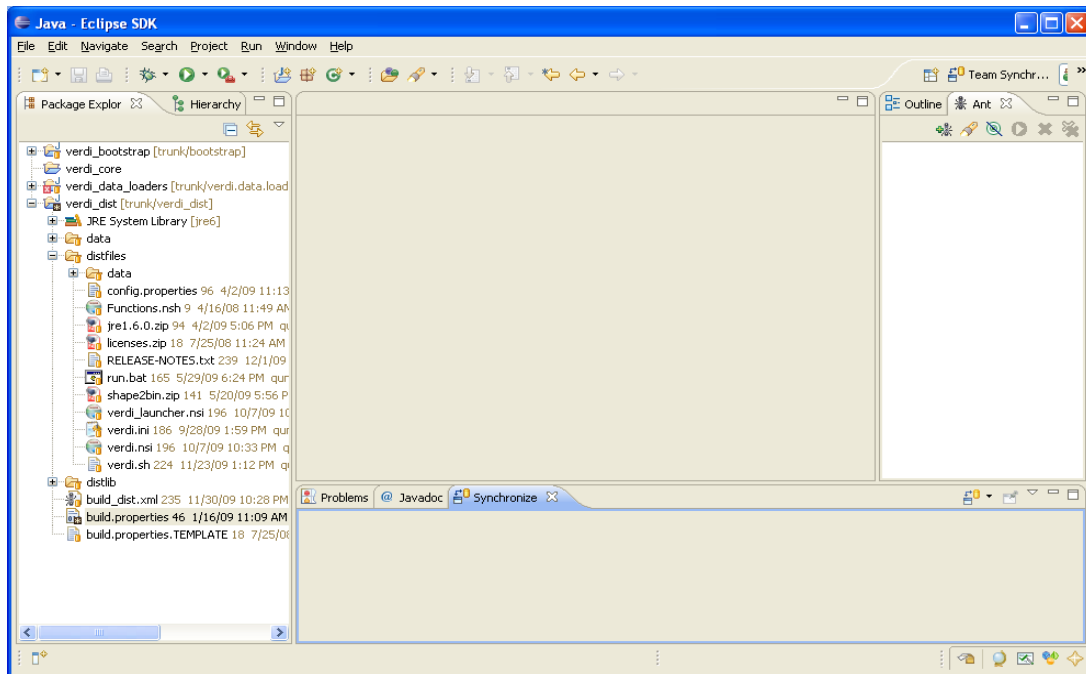 Java - Eclipse SDK
File Edit Navigate Search Project Run Window Help
Team Synchr... »
Package Explor Hierarchy
Outline Ant
verdi_bootstrap [trunk/bootstrap]
verdi_core
verdi_data_loaders [trunk/verdi.data.load
verdi_dist [trunk/verdi_dist]
JRE System Library [jre6]
data
distfiles
data
config.properties 96 4/2/09 11:13
Functions.nsh 9 4/16/08 11:49 AM
jre1.6.0.zip 94 4/2/09 5:06 PM qu
licenses.zip 18 7/25/08 11:24 AM
RELEASE-NOTES.txt 239 12/1/09
run.bat 165 5/29/09 6:24 PM qun
shape2bin.zip 141 5/20/09 5:56 P
verdi_launcher.nsi 196 10/7/09 10
verdi.ini 186 9/28/09 1:59 PM qun
verdi.nsi 196 10/7/09 10:33 PM q
verdi.sh 224 11/23/09 1:12 PM qu
distlib
build_dist.xml 235 11/30/09 10:28 PM
build.properties 46 1/16/09 11:09 AM
build.properties.TEMPLATE 18 7/25/08
Problems @ Javadoc Synchronize